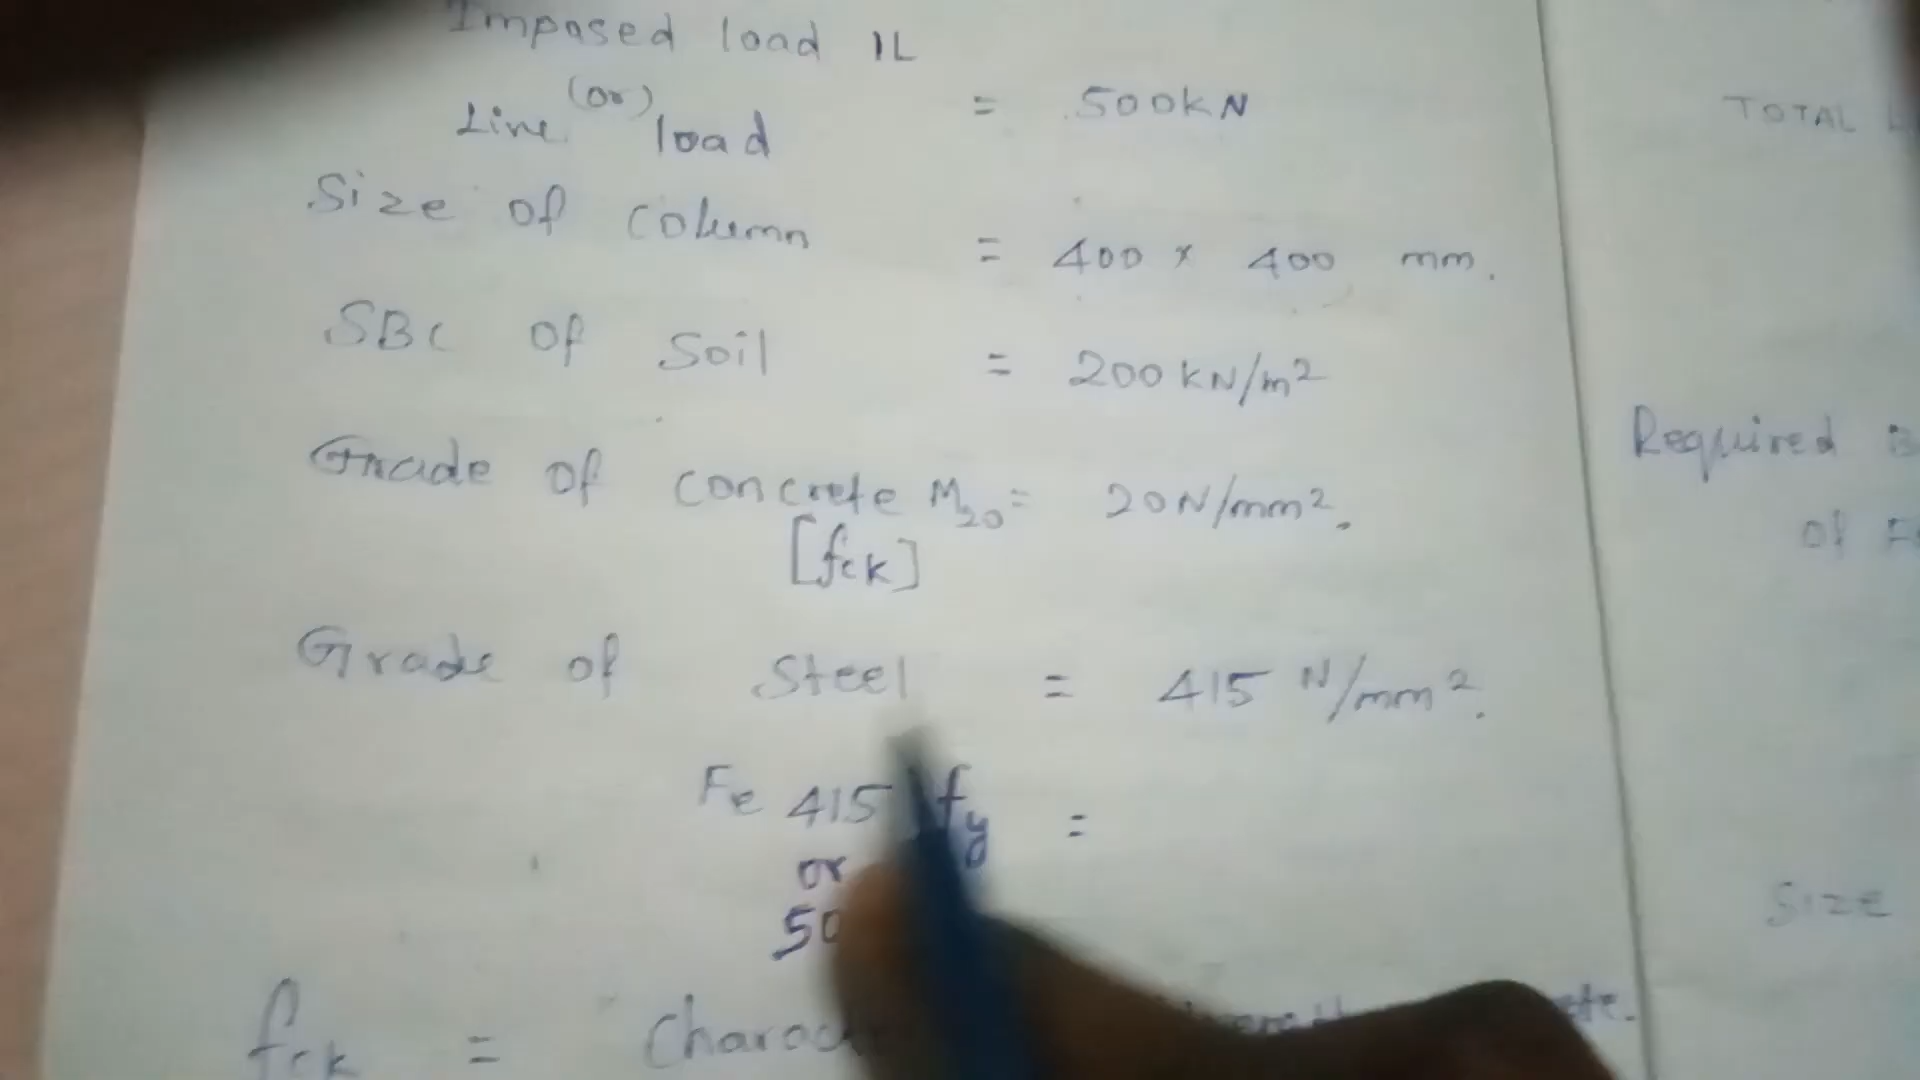 Imposed load IL
(or)
Line load = 500kN
Size of column = 400 x 400 mm.
SBC of Soil = 200 kN/m²
Grade of concrete M20 = 20N/mm².
[fck]
Grade of Steel = 415 N/mm².
Fe 415 fy =
or
50
fck =
TOTAL
Required
of
Size